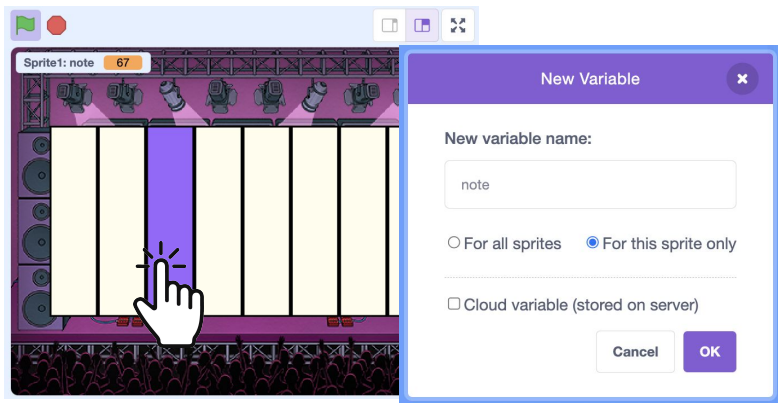 Sprite1: note 67
New Variable
New variable name:
note
For all sprites
For this sprite only
Cloud variable (stored on server)
Cancel
OK